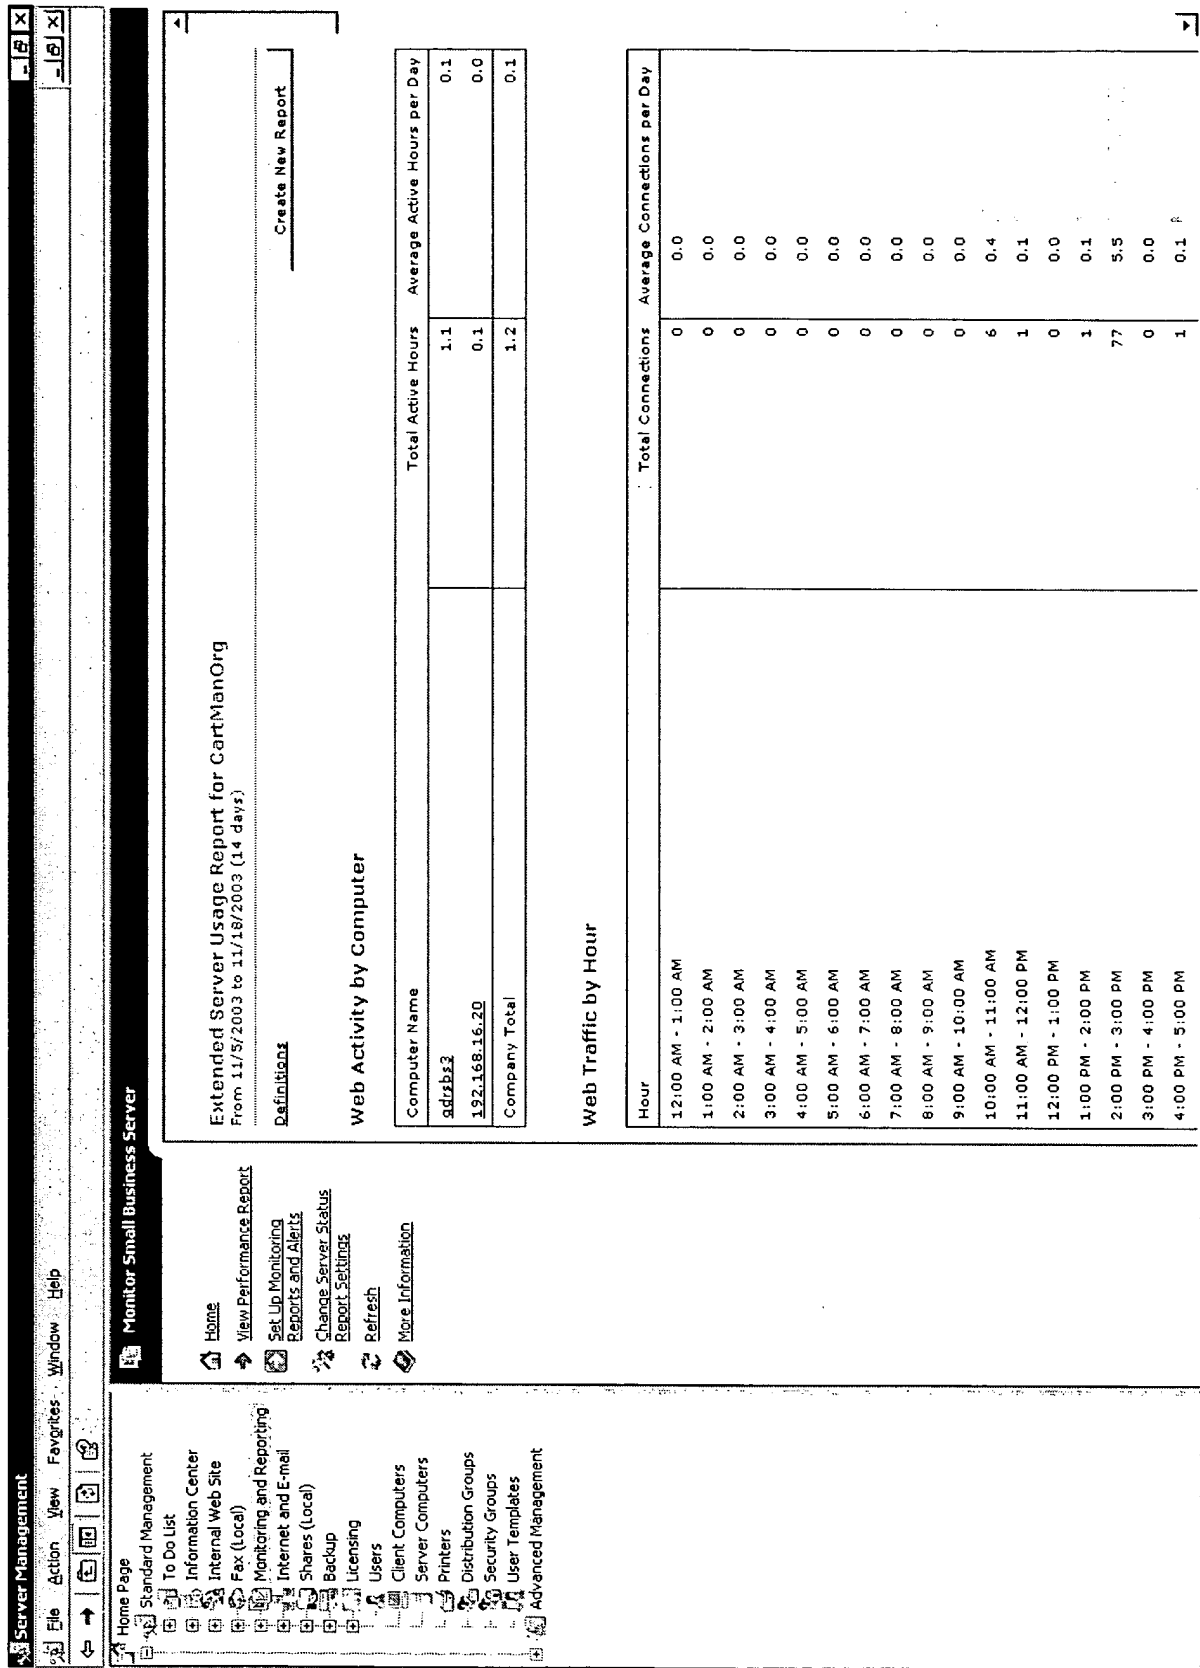 Server Management
File Action View Favorites Window Help
Home Page
Standard Management
To Do List
Information Center
Internal Web Site
Fax (Local)
Monitoring and Reporting
Internet and E-mail
Shares (Local)
Backup
Licensing
Users
Client Computers
Server Computers
Printers
Distribution Groups
Security Groups
User Templates
Advanced Management
Monitor Small Business Server
Home
View Performance Report
Set Up Monitoring
Reports and Alerts
Change Server Status
Report Settings
Refresh
More Information
Extended Server Usage Report for CartManOrg
From 11/5/2003 to 11/18/2003 (14 days)
Definitions
Create New Report
Web Activity by Computer
Computer Name Total Active Hours Average Active Hours per Day
gdrsbs3 1.1 0.1
192.168.16.20 0.1 0.0
Company Total 1.2 0.1
Web Traffic by Hour
Hour Total Connections Average Connections per Day
12:00 AM - 1:00 AM 0 0.0
1:00 AM - 2:00 AM 0 0.0
2:00 AM - 3:00 AM 0 0.0
3:00 AM - 4:00 AM 0 0.0
4:00 AM - 5:00 AM 0 0.0
5:00 AM - 6:00 AM 0 0.0
6:00 AM - 7:00 AM 0 0.0
7:00 AM - 8:00 AM 0 0.0
8:00 AM - 9:00 AM 0 0.0
9:00 AM - 10:00 AM 0 0.0
10:00 AM - 11:00 AM 6 0.4
11:00 AM - 12:00 PM 1 0.1
12:00 PM - 1:00 PM 0 0.0
1:00 PM - 2:00 PM 1 0.1
2:00 PM - 3:00 PM 77 5.5
3:00 PM - 4:00 PM 0 0.0
4:00 PM - 5:00 PM 1 0.1